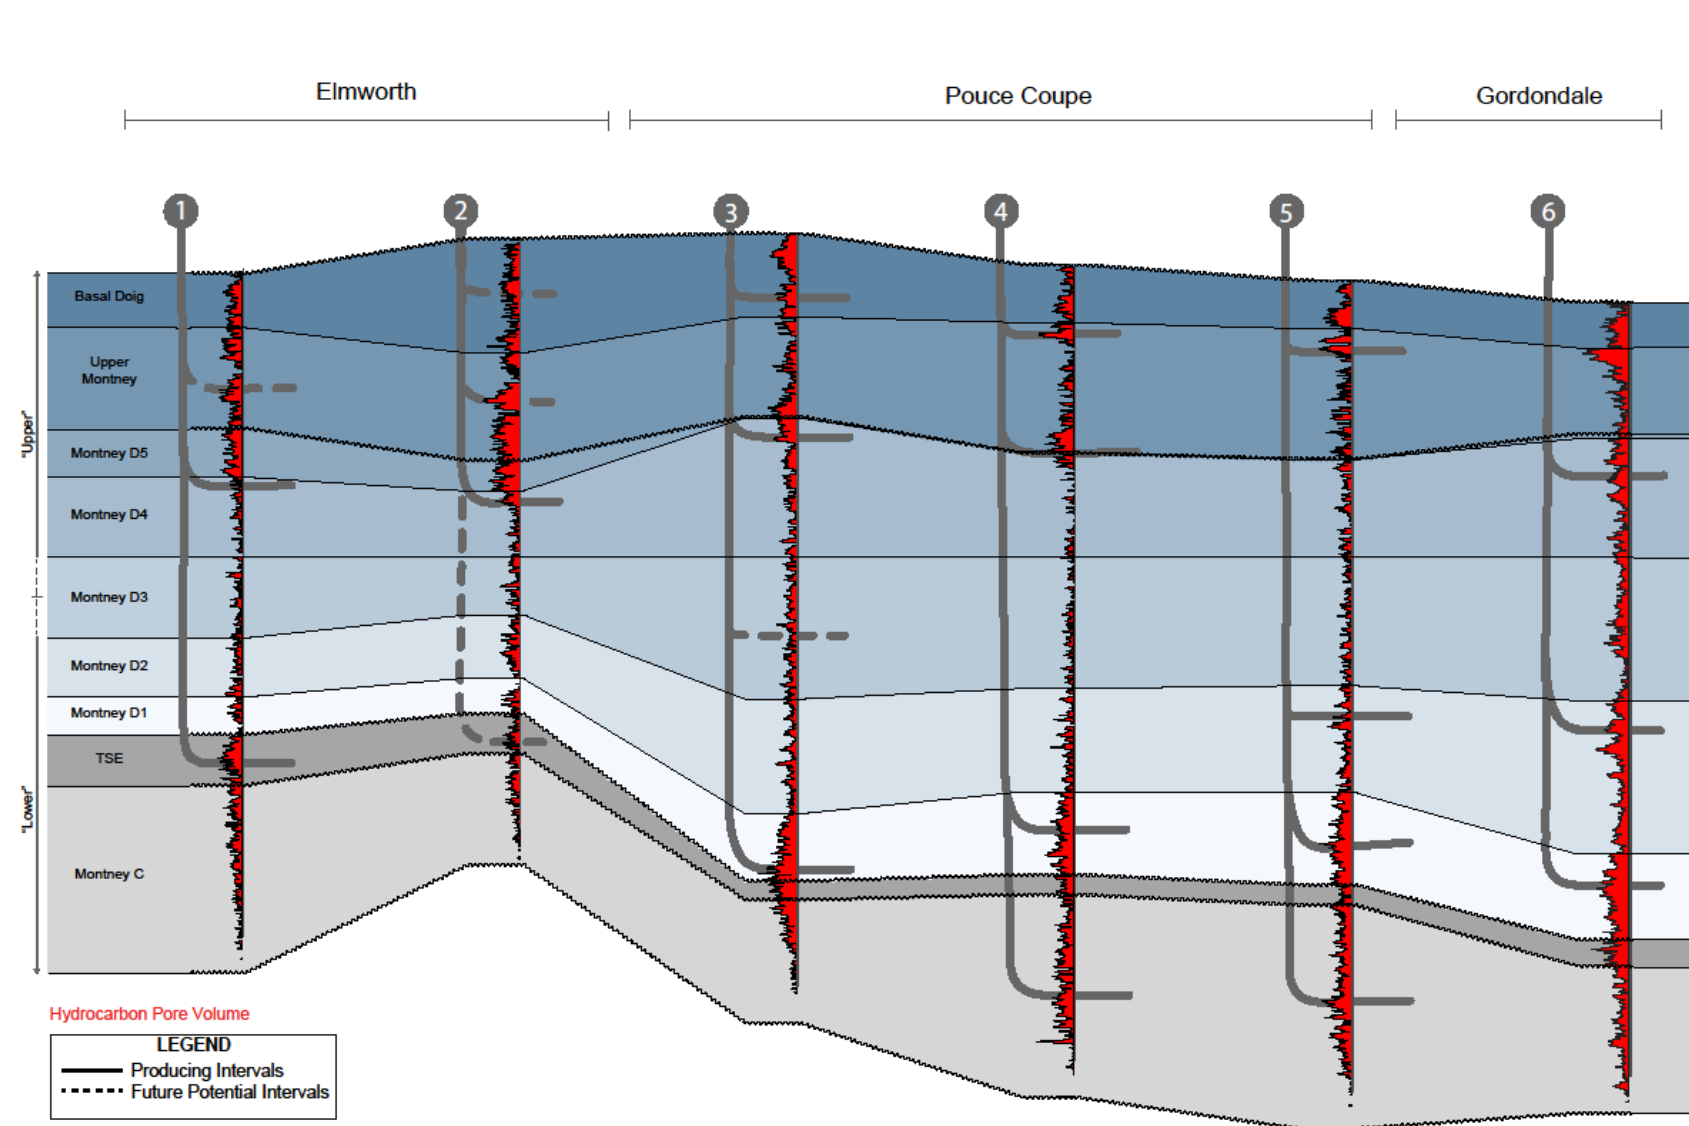 Elmworth
Pouce Coupe
Gordondale
1
2
3
4
5
6
"Upper"
"Lower"
Basal Doig
Upper
Montney
Montney D5
Montney D4
Montney D3
Montney D2
Montney D1
TSE
Montney C
Hydrocarbon Pore Volume
LEGEND
Producing Intervals
Future Potential Intervals